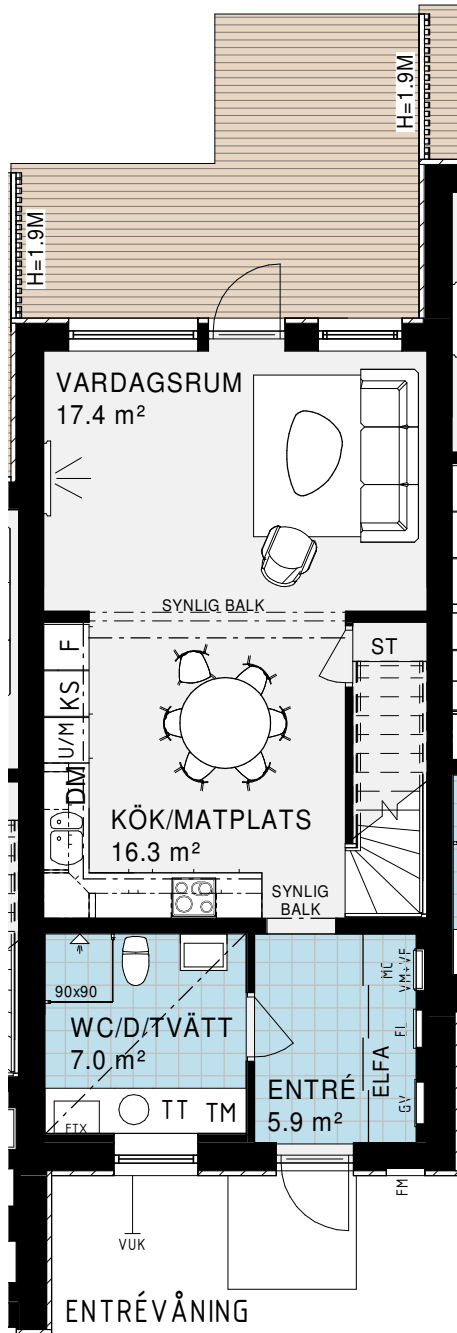 H=1.9M
H=1.9M
VARDAGSRUM
17.4 m²
SYNLIG BALK
F
ST
KS
U/M
DM
KÖK/MATPLATS
16.3 m²
SYNLIG
BALK
MC
VM+VF
90x90
WC/D/TVÄTT
7.0 m²
EL
ELFA
ENTRÉ
5.9 m²
GV
TT
TM
FTX
FM
VUK
ENTRÉVÅNING